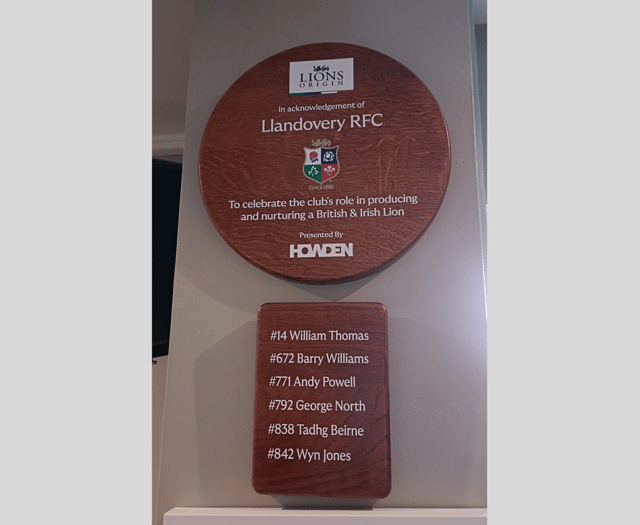 LIONS
ORIGIN
In acknowledgement of
Llandovery RFC
SINCE 1888
To celebrate the club's role in producing
and nurturing a British & Irish Lion
Presented By
HOWDEN
#14 William Thomas
#672 Barry Williams
#771 Andy Powell
#792 George North
#838 Tadhg Beirne
#842 Wyn Jones